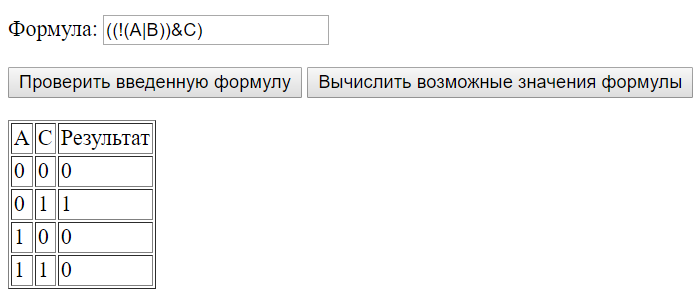 Формула: ((!(A|B))&C)
Проверить введенную формулу Вычислить возможные значения формулы
A C Результат
0 0 0
0 1 1
1 0 0
1 1 0